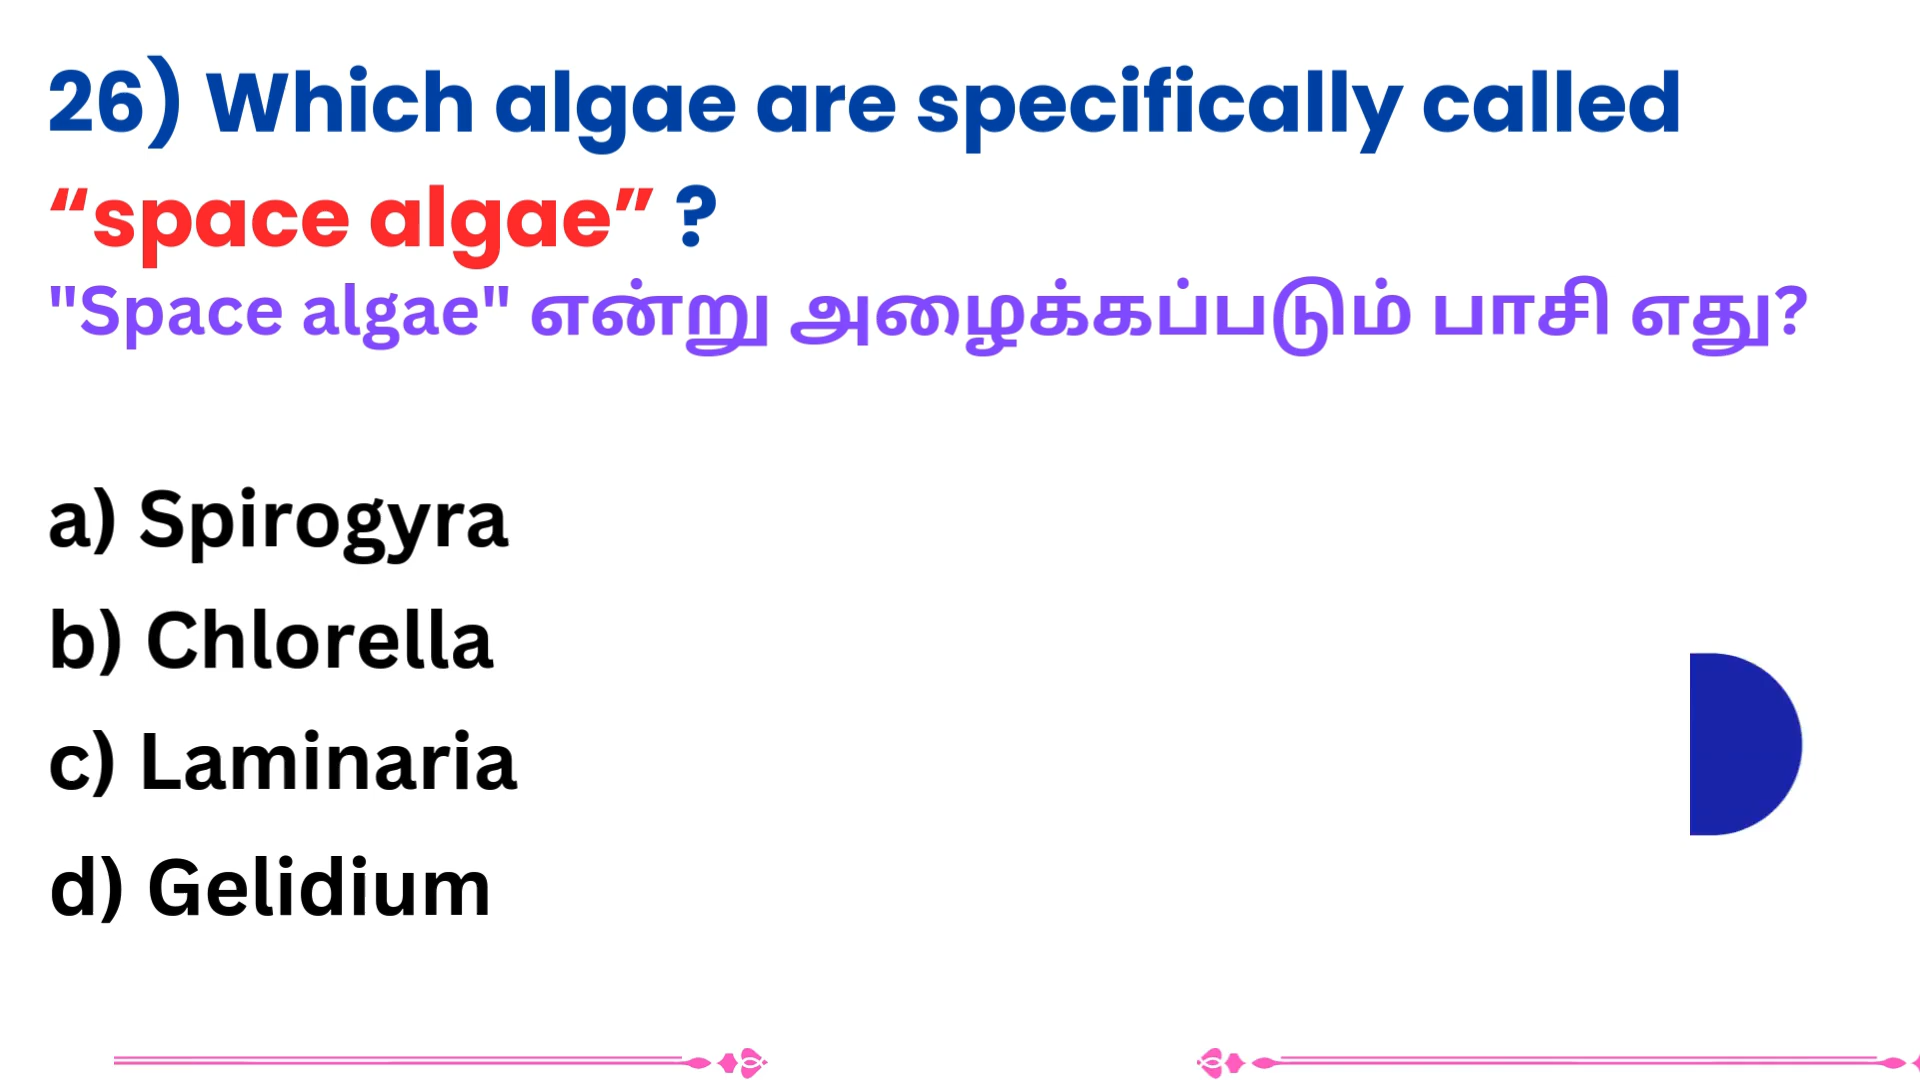 26) Which algae are specifically called
“space algae” ?
"Space algae" என்று அழைக்கப்படும் பாசி எது?
a) Spirogyra
b) Chlorella
c) Laminaria
d) Gelidium